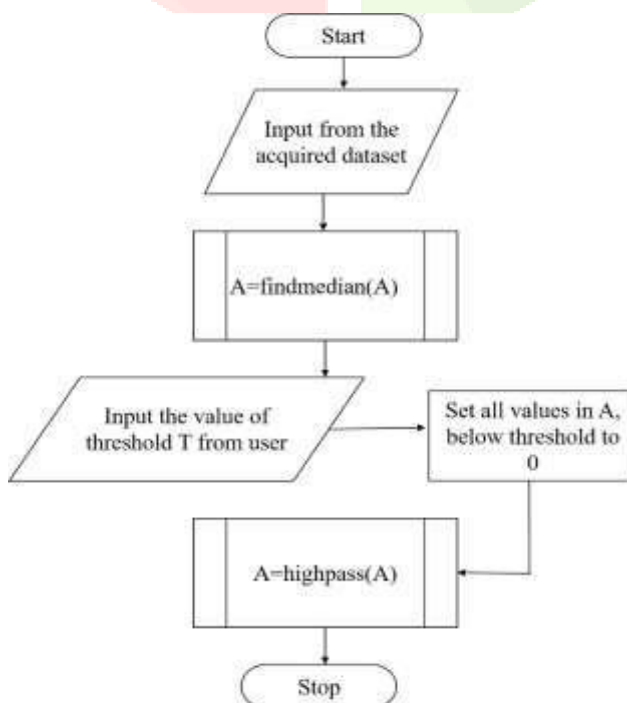 Start
Input from the
acquired dataset
A=findmedian(A)
Input the value of
threshold T from user
Set all values in A,
below threshold to
0
A=highpass(A)
Stop